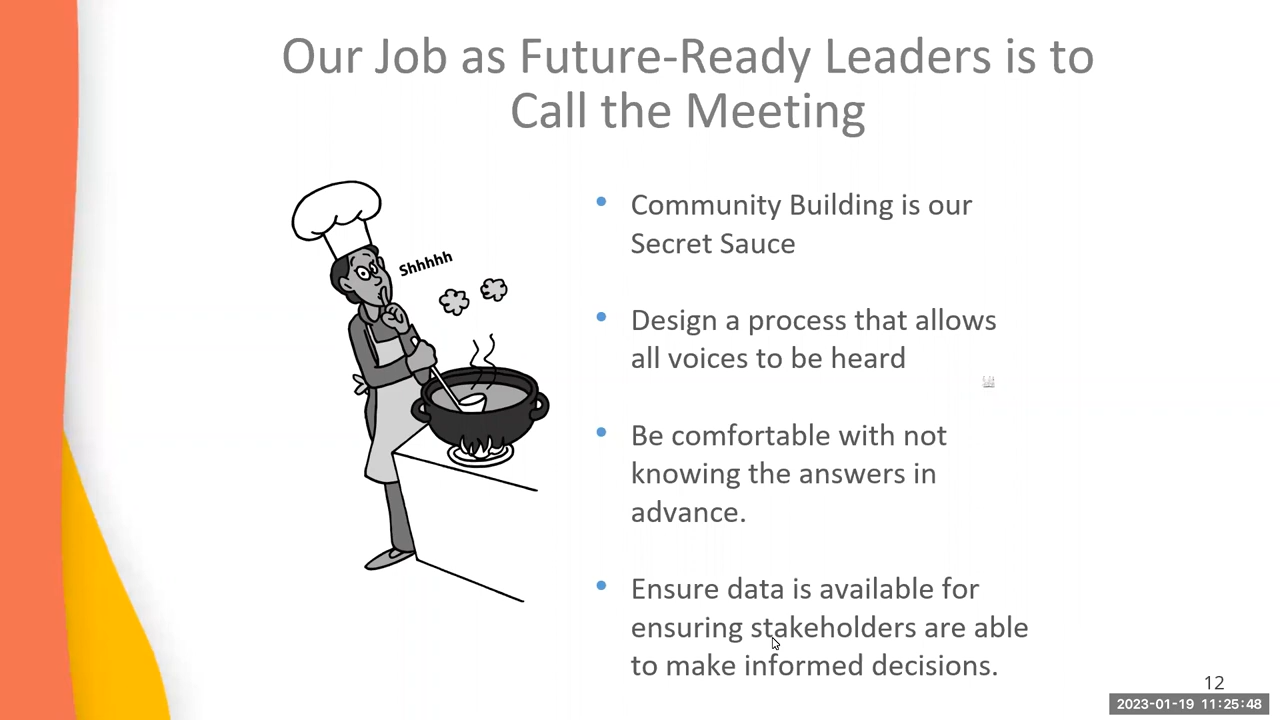 Our Job as Future-Ready Leaders is to
Call the Meeting
Shhhhh
Community Building is our
Secret Sauce
Design a process that allows
all voices to be heard
Be comfortable with not
knowing the answers in
advance.
Ensure data is available for
ensuring stakeholders are able
to make informed decisions.
12
2023-01-19 11:25:48